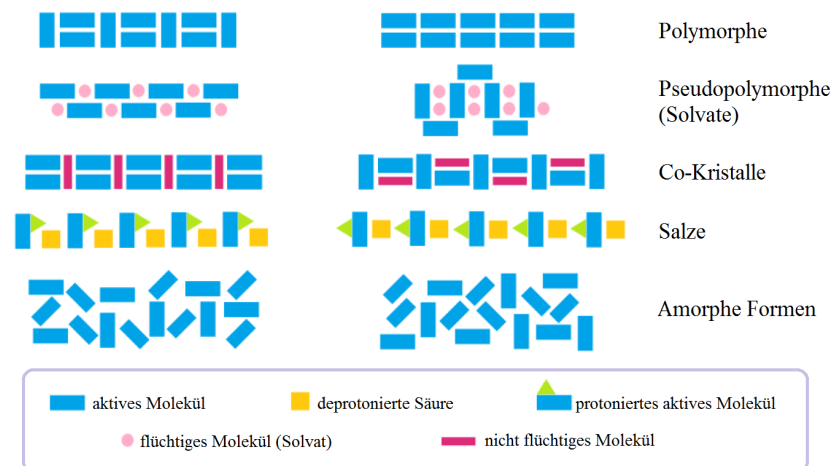 Polymorphe
Pseudopolymorphe
(Solvate)
Co-Kristalle
Salze
Amorphe Formen
aktives Molekül
deprotonierte Säure
protoniertes aktives Molekül
flüchtiges Molekül (Solvat)
nicht flüchtiges Molekül